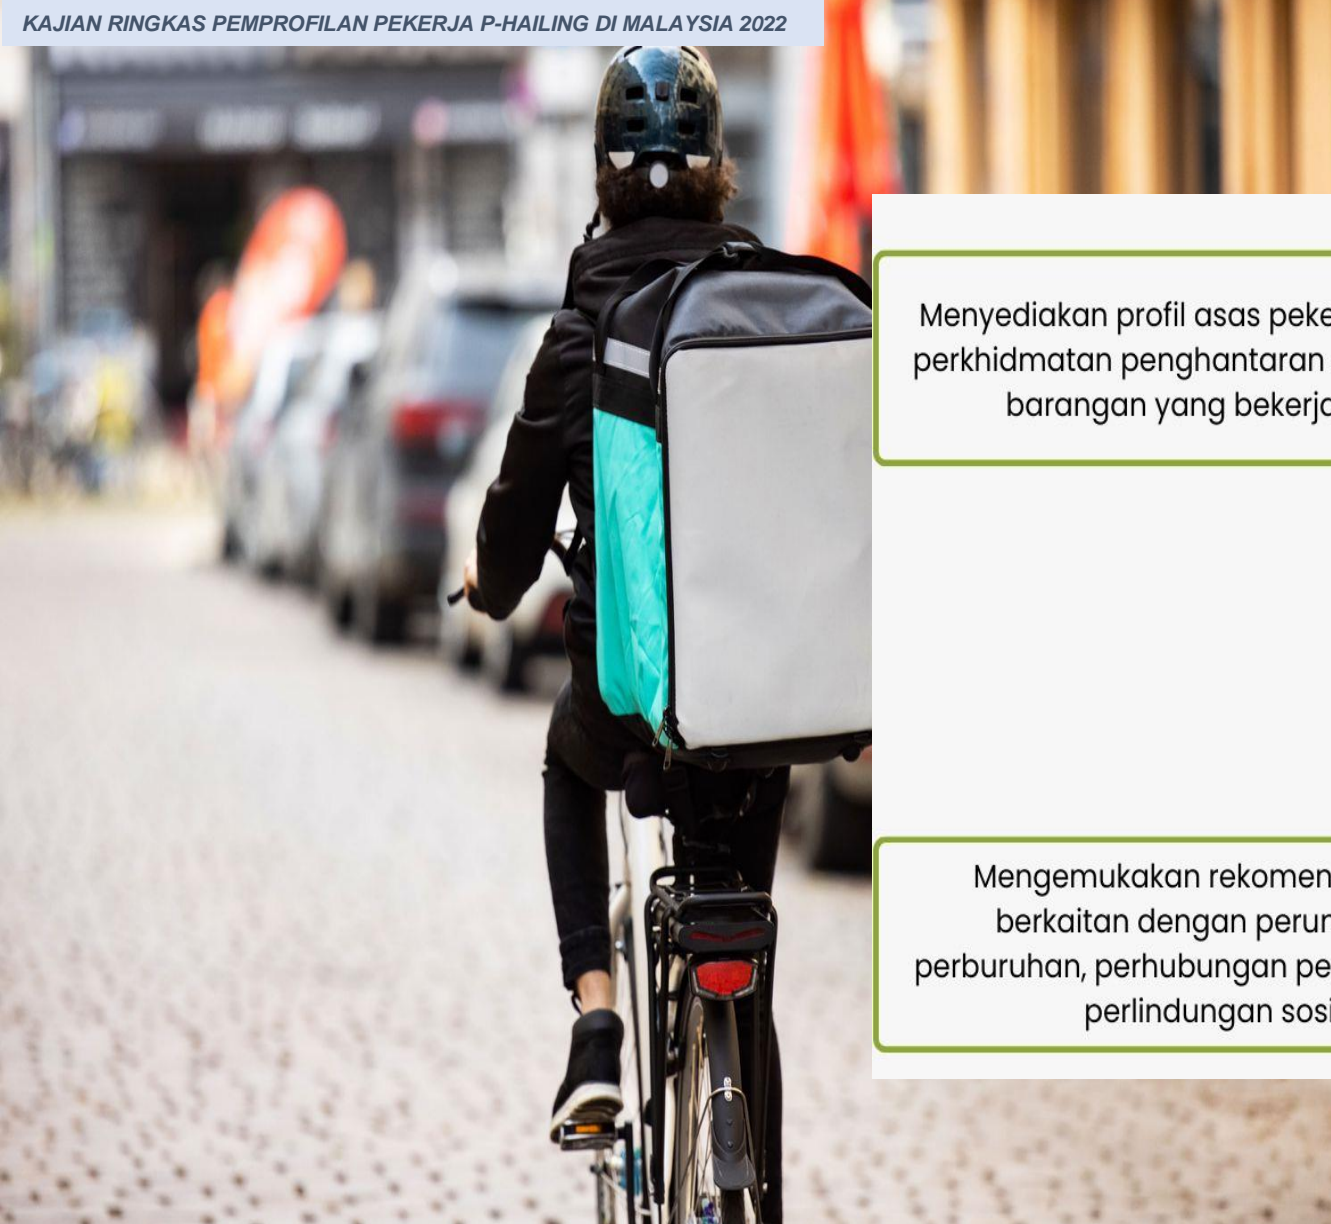 KAJIAN RINGKAS PEMPROFILAN PEKERJA P-HAILING DI MALAYSIA 2022
Menyediakan profil asas peke
perkhidmatan penghantaran
barangan yang bekerja
Mengemukakan rekomen
berkaitan dengan perun
perburuhan, perhubungan pe
perlindungan sosi